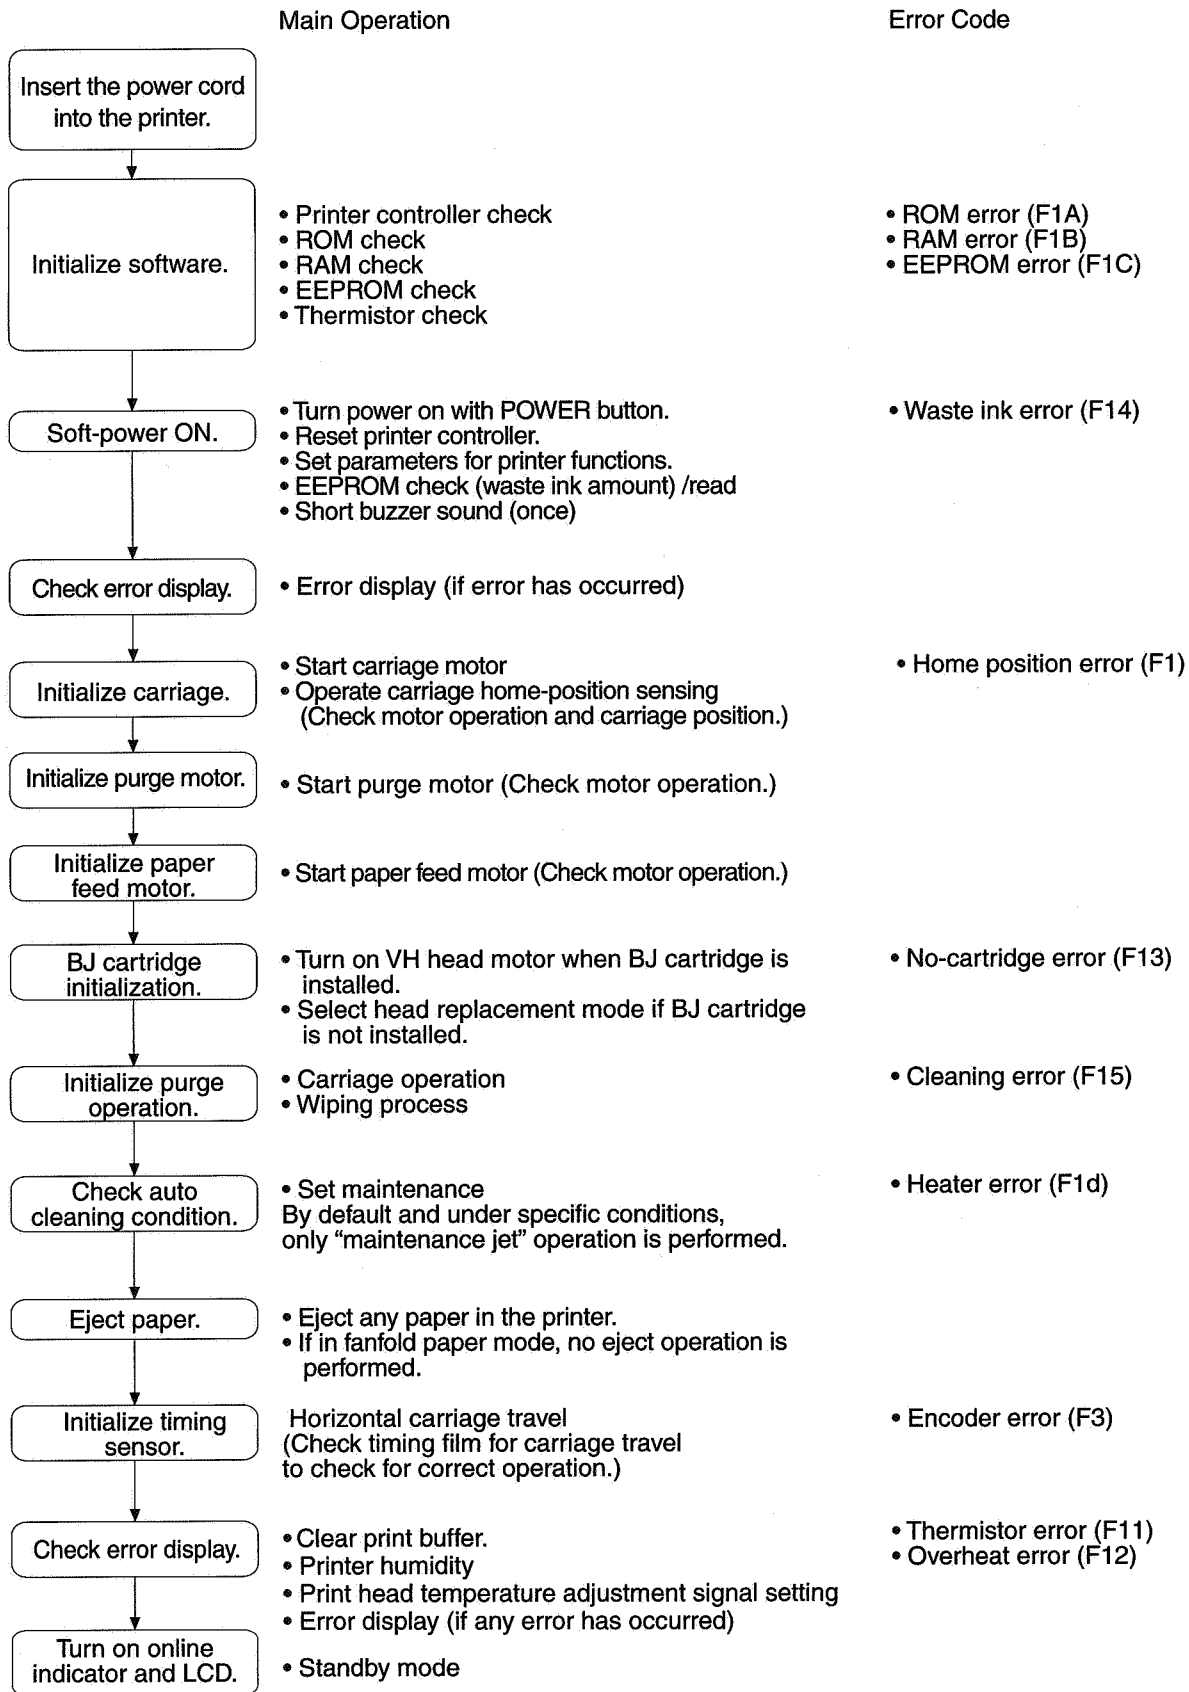 Main Operation
Error Code
Insert the power cord
into the printer.
Initialize software.
• Printer controller check
• ROM check
• RAM check
• EEPROM check
• Thermistor check
• ROM error (F1A)
• RAM error (F1B)
• EEPROM error (F1C)
Soft-power ON.
• Turn power on with POWER button.
• Reset printer controller.
• Set parameters for printer functions.
• EEPROM check (waste ink amount) /read
• Short buzzer sound (once)
• Waste ink error (F14)
Check error display.
• Error display (if error has occurred)
Initialize carriage.
• Start carriage motor
• Operate carriage home-position sensing
(Check motor operation and carriage position.)
• Home position error (F1)
Initialize purge motor.
• Start purge motor (Check motor operation.)
Initialize paper
feed motor.
• Start paper feed motor (Check motor operation.)
BJ cartridge
initialization.
• Turn on VH head motor when BJ cartridge is
installed.
• Select head replacement mode if BJ cartridge
is not installed.
• No-cartridge error (F13)
Initialize purge
operation.
• Carriage operation
• Wiping process
• Cleaning error (F15)
Check auto
cleaning condition.
• Set maintenance
By default and under specific conditions,
only “maintenance jet” operation is performed.
• Heater error (F1d)
Eject paper.
• Eject any paper in the printer.
• If in fanfold paper mode, no eject operation is
performed.
Initialize timing
sensor.
Horizontal carriage travel
(Check timing film for carriage travel
to check for correct operation.)
• Encoder error (F3)
Check error display.
• Clear print buffer.
• Printer humidity
• Print head temperature adjustment signal setting
• Error display (if any error has occurred)
• Thermistor error (F11)
• Overheat error (F12)
Turn on online
indicator and LCD.
• Standby mode